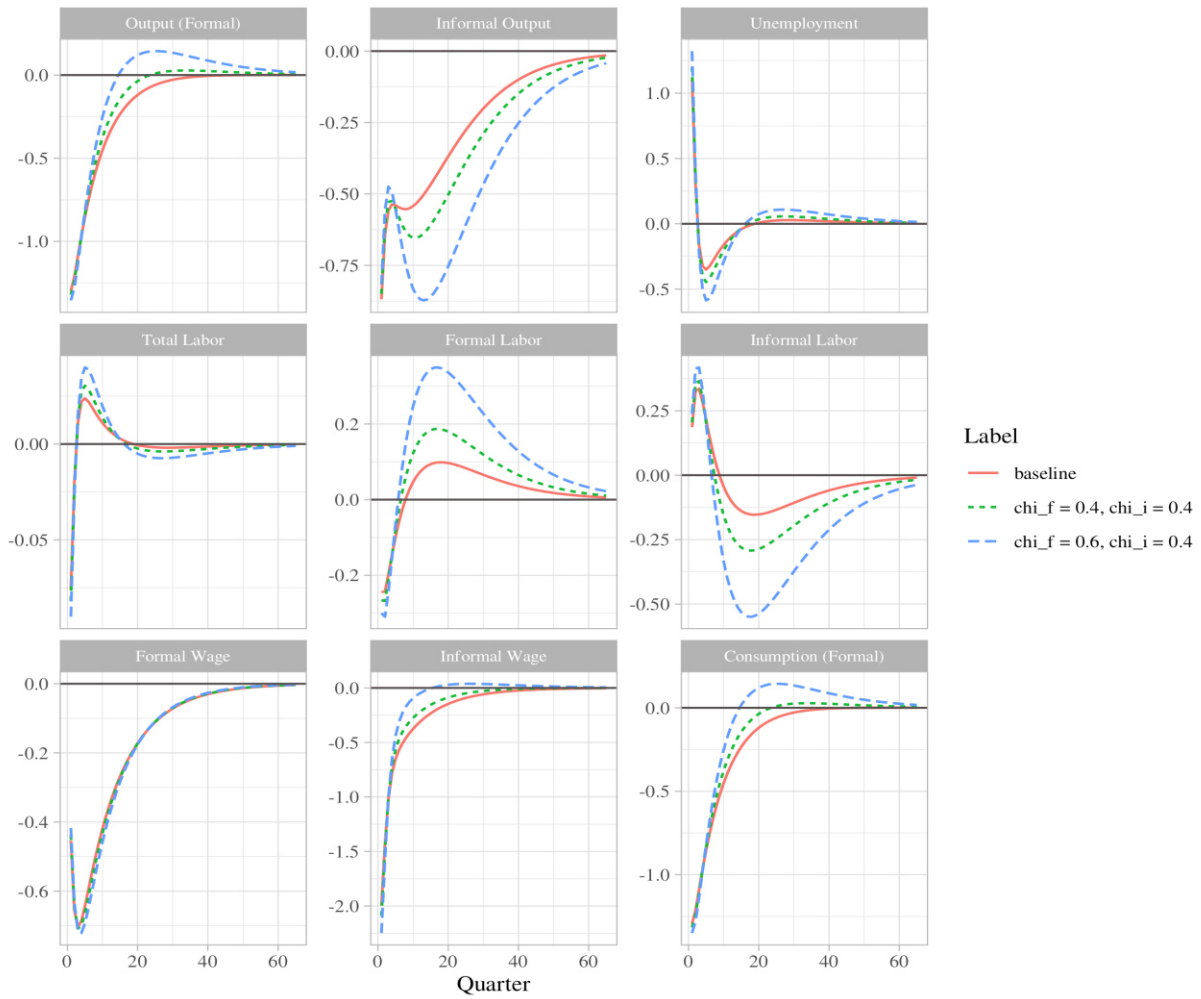 Output (Formal)
Informal Output
Unemployment
0.0
-0.5
-1.0
0.00
-0.25
-0.50
-0.75
1.0
0.5
0.0
-0.5
Total Labor
Formal Labor
Informal Labor
0.00
-0.05
0.2
0.0
-0.2
0.25
0.00
-0.25
-0.50
Label
baseline
chi_f = 0.4, chi_i = 0.4
chi_f = 0.6, chi_i = 0.4
Formal Wage
Informal Wage
Consumption (Formal)
0.0
-0.2
-0.4
-0.6
0.0
-0.5
-1.0
-1.5
-2.0
0.0
-0.5
-1.0
0 20 40 60
0 20 40 60
0 20 40 60
Quarter